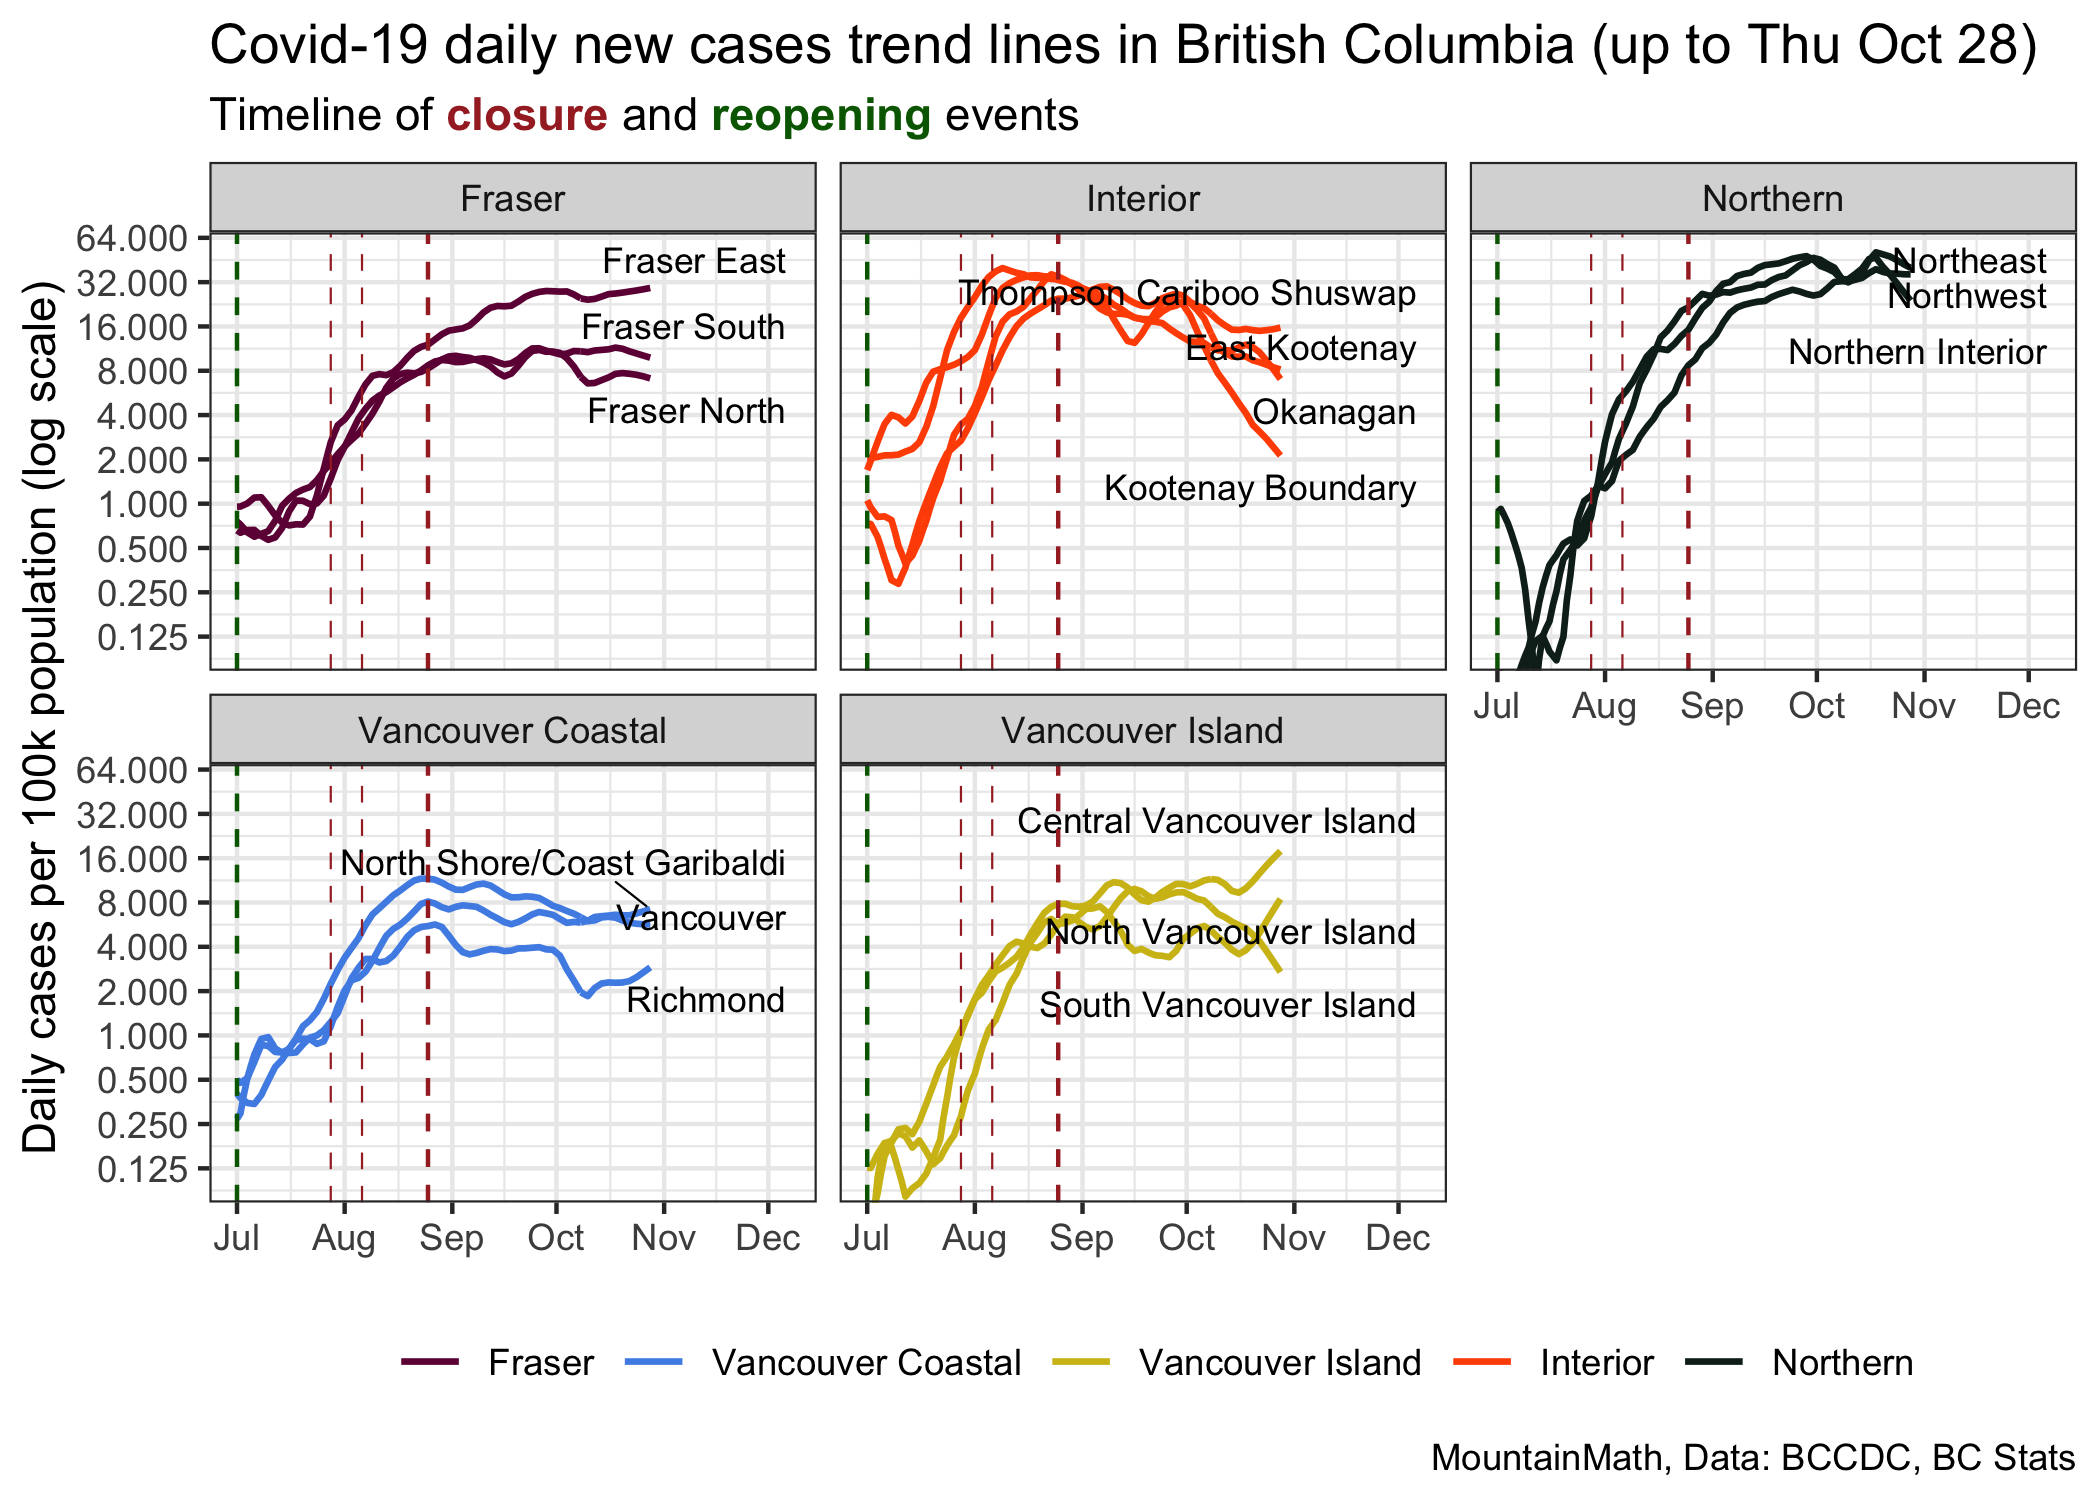 Covid-19 daily new cases trend lines in British Columbia (up to Thu Oct 28)
Timeline of closure and reopening events
Daily cases per 100k population (log scale)
Fraser
64.000
32.000
16.000
8.000
4.000
2.000
1.000
0.500
0.250
0.125
Fraser East
Fraser South
Fraser North
Interior
Thompson Cariboo Shuswap
East Kootenay
Okanagan
Kootenay Boundary
Northern
Northeast
Northwest
Northern Interior
Jul Aug Sep Oct Nov Dec
Vancouver Coastal
64.000
32.000
16.000
8.000
4.000
2.000
1.000
0.500
0.250
0.125
North Shore/Coast Garibaldi
Vancouver
Richmond
Jul Aug Sep Oct Nov Dec
Vancouver Island
Central Vancouver Island
North Vancouver Island
South Vancouver Island
Jul Aug Sep Oct Nov Dec
Fraser Vancouver Coastal Vancouver Island Interior Northern
MountainMath, Data: BCCDC, BC Stats